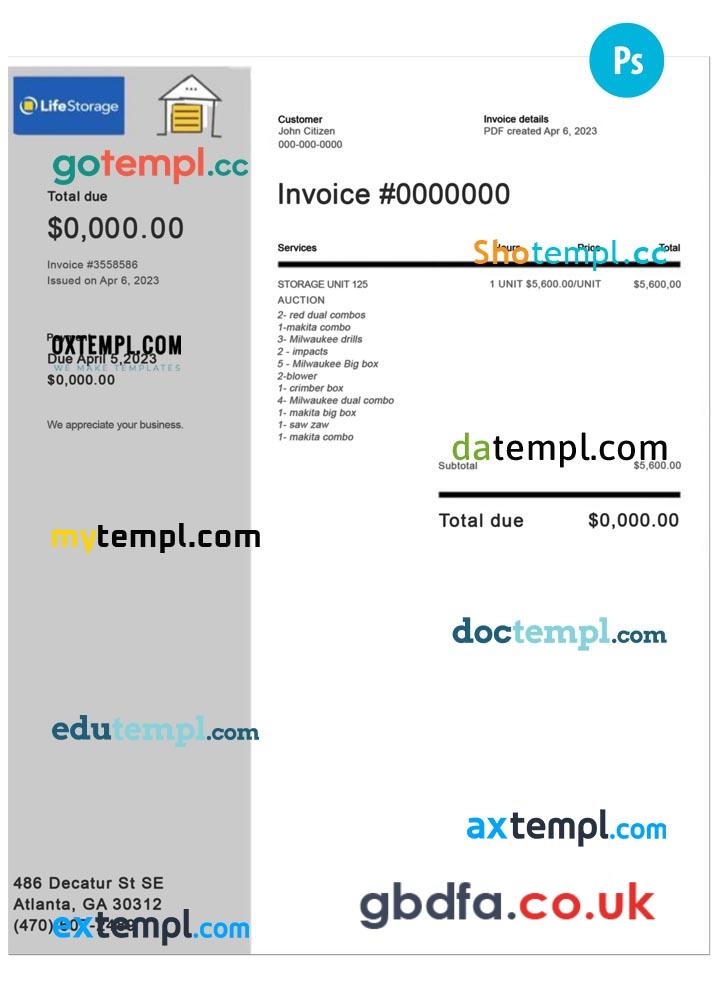 Ps
LifeStorage
gotempl.cc
Total due
$0,000.00
Invoice #3558586
Issued on Apr 6, 2023
OXTEMPL.COM
Due April 5,2023
WE MAKE TEMPLATES
$0,000.00
We appreciate your business.
mytempl.com
edutempl.com
486 Decatur St SE
Atlanta, GA 30312
(470)
extempl.com
Customer
John Citizen
000-000-0000
Invoice details
PDF created Apr 6, 2023
Invoice #0000000
Services Hours Price Total
Shotempl.cc
STORAGE UNIT 125 1 UNIT $5,600.00/UNIT $5,600,00
AUCTION
2- red dual combos
1-makita combo
3- Milwaukee drills
2 - impacts
5 - Milwaukee Big box
2-blower
1- crimber box
4- Milwaukee dual combo
1- makita big box
1- saw zaw
1- makita combo
datempl.com
Subtotal $5,600.00
Total due $0,000.00
doctempl.com
axtempl.com
gbdfa.co.uk